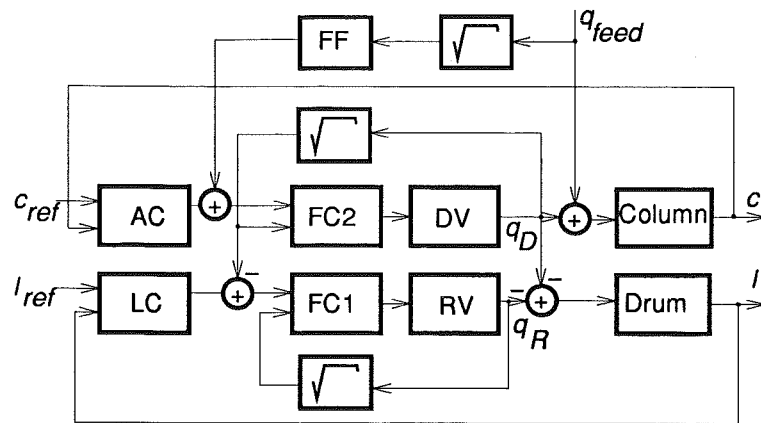 q_feed
FF √
√
c_ref AC + FC2 DV q_D + Column c
l_ref LC − + FC1 RV − q_R − + Drum l
√